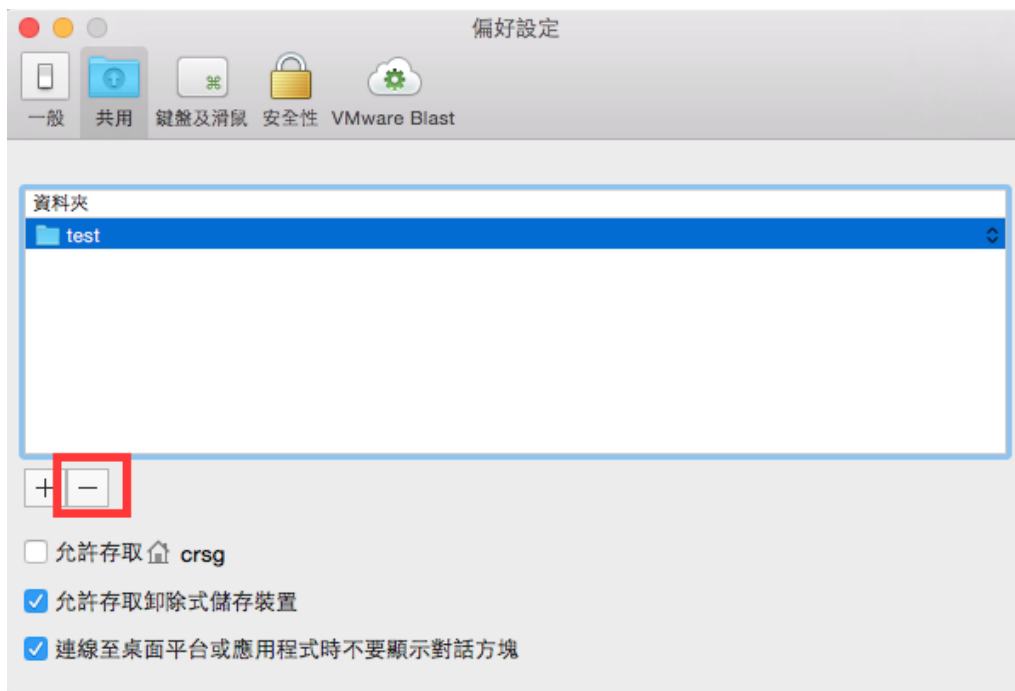 偏好設定
一般 共用 鍵盤及滑鼠 安全性 VMware Blast
資料夾
test
允許存取 crsg
允許存取卸除式儲存裝置
連線至桌面平台或應用程式時不要顯示對話方塊